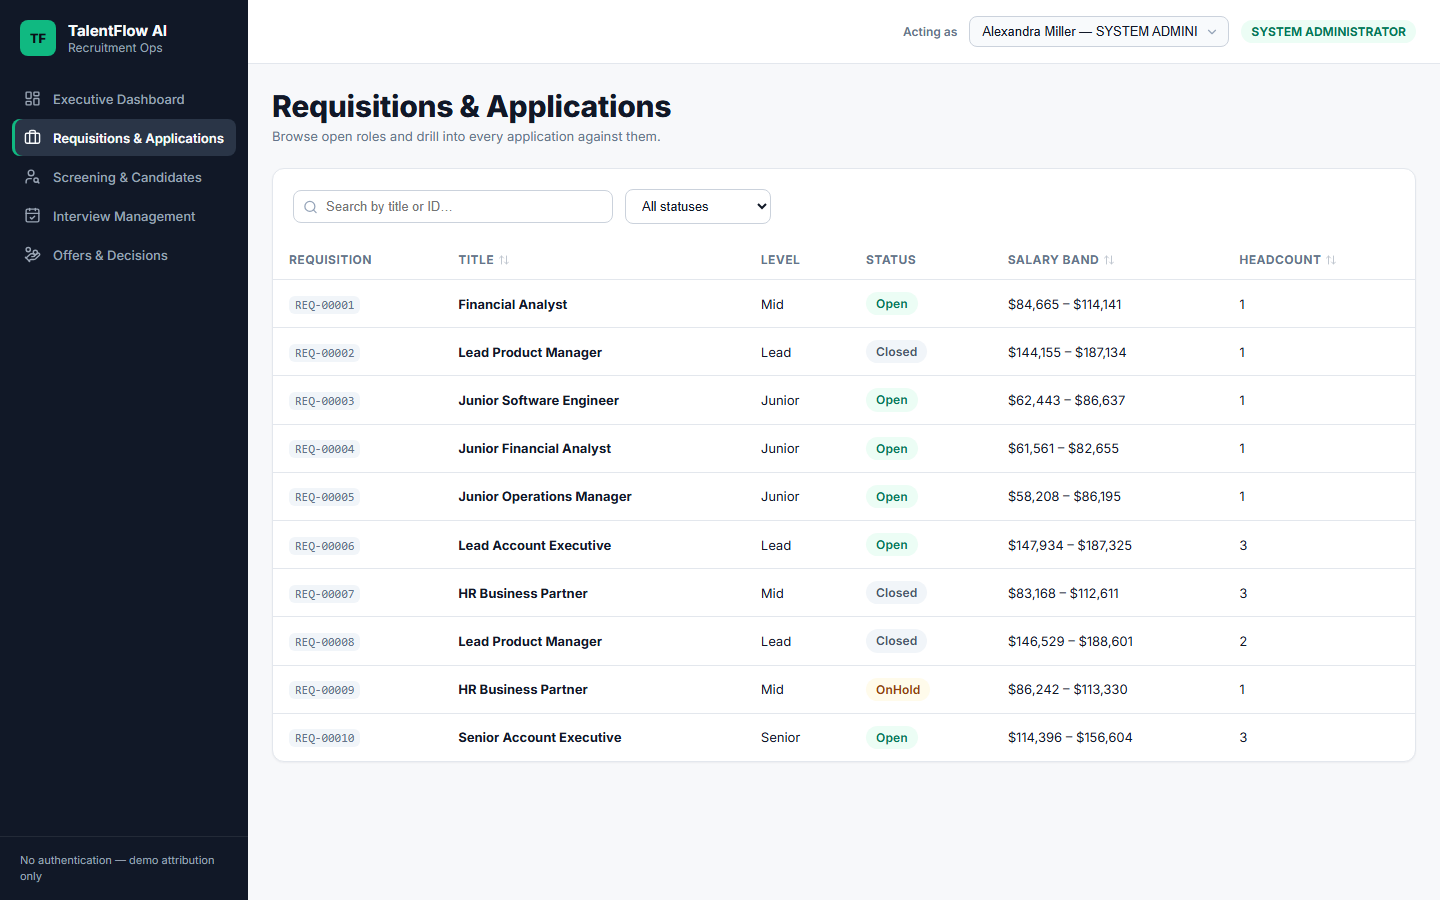 TF
TalentFlow AI
Recruitment Ops
Executive Dashboard
Requisitions & Applications
Screening & Candidates
Interview Management
Offers & Decisions
No authentication — demo attribution
only
Acting as
Alexandra Miller — SYSTEM ADMINI
SYSTEM ADMINISTRATOR
Requisitions & Applications
Browse open roles and drill into every application against them.
Search by title or ID…
All statuses
REQUISITION TITLE LEVEL STATUS SALARY BAND HEADCOUNT
REQ-00001 Financial Analyst Mid Open $84,665 – $114,141 1
REQ-00002 Lead Product Manager Lead Closed $144,155 – $187,134 1
REQ-00003 Junior Software Engineer Junior Open $62,443 – $86,637 1
REQ-00004 Junior Financial Analyst Junior Open $61,561 – $82,655 1
REQ-00005 Junior Operations Manager Junior Open $58,208 – $86,195 1
REQ-00006 Lead Account Executive Lead Open $147,934 – $187,325 3
REQ-00007 HR Business Partner Mid Closed $83,168 – $112,611 3
REQ-00008 Lead Product Manager Lead Closed $146,529 – $188,601 2
REQ-00009 HR Business Partner Mid OnHold $86,242 – $113,330 1
REQ-00010 Senior Account Executive Senior Open $114,396 – $156,604 3